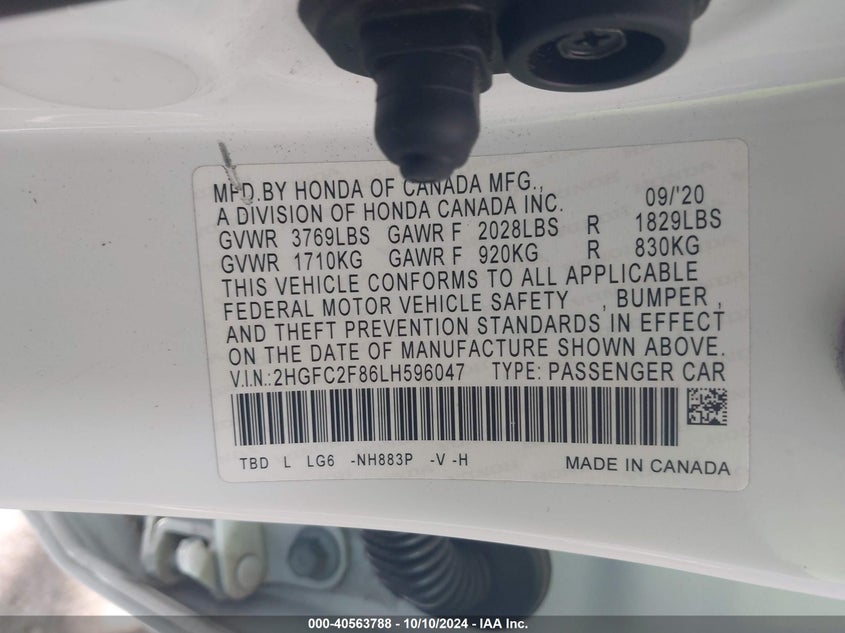 MFD.BY HONDA OF CANADA MFG.,
A DIVISION OF HONDA CANADA INC. 09/'20
GVWR 3769LBS GAWR F 2028LBS R 1829LBS
GVWR 1710KG GAWR F 920KG R 830KG
THIS VEHICLE CONFORMS TO ALL APPLICABLE
FEDERAL MOTOR VEHICLE SAFETY , BUMPER ,
AND THEFT PREVENTION STANDARDS IN EFFECT
ON THE DATE OF MANUFACTURE SHOWN ABOVE.
V.I.N.:2HGFC2F86LH596047 TYPE: PASSENGER CAR
TBD L LG6 -NH883P -V -H MADE IN CANADA
000-40563788 - 10/10/2024 - IAA Inc.